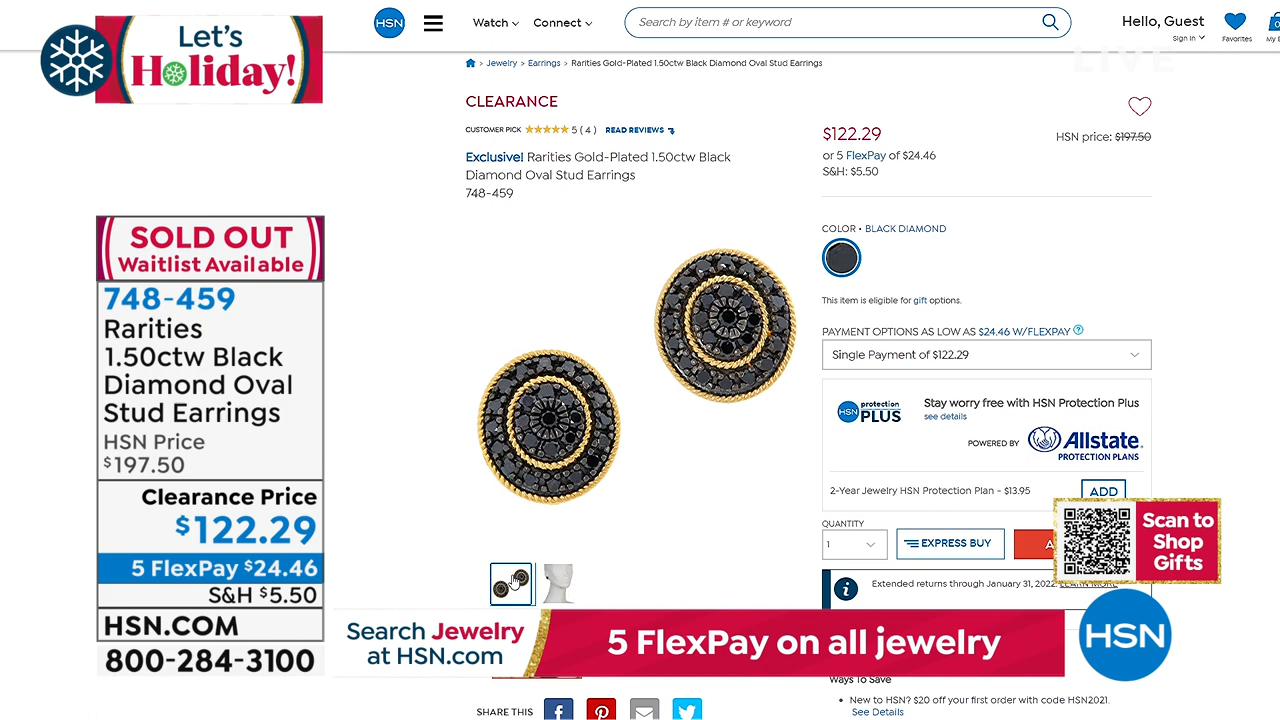 Let's
Holiday!
HSN
Watch
Connect
Search by item # or keyword
Hello, Guest
Sign In
Favorites
0
LIVE
> Jewelry > Earrings > Rarities Gold-Plated 1.50ctw Black Diamond Oval Stud Earrings
CLEARANCE
CUSTOMER PICK 5 ( 4 ) READ REVIEWS
Exclusive! Rarities Gold-Plated 1.50ctw Black
Diamond Oval Stud Earrings
748-459
$122.29
HSN price: $197.50
or 5 FlexPay of $24.46
S&H: $5.50
COLOR • BLACK DIAMOND
This item is eligible for gift options.
PAYMENT OPTIONS AS LOW AS $24.46 W/FLEXPAY ?
Single Payment of $122.29
HSN protection PLUS
Stay worry free with HSN Protection Plus
see details
POWERED BY Allstate.
PROTECTION PLANS
2-Year Jewelry HSN Protection Plan - $13.95
ADD
QUANTITY
1
EXPRESS BUY
A
i
Extended returns through January 31, 2022. LEARN MORE
Scan to
Shop
Gifts
SOLD OUT
Waitlist Available
748-459
Rarities
1.50ctw Black
Diamond Oval
Stud Earrings
HSN Price
$197.50
Clearance Price
$122.29
5 FlexPay $24.46
S&H $5.50
HSN.COM
800-284-3100
Search Jewelry
at HSN.com
5 FlexPay on all jewelry
HSN
Ways To Save
• New to HSN? $20 off your first order with code HSN2021.
See Details
SHARE THIS